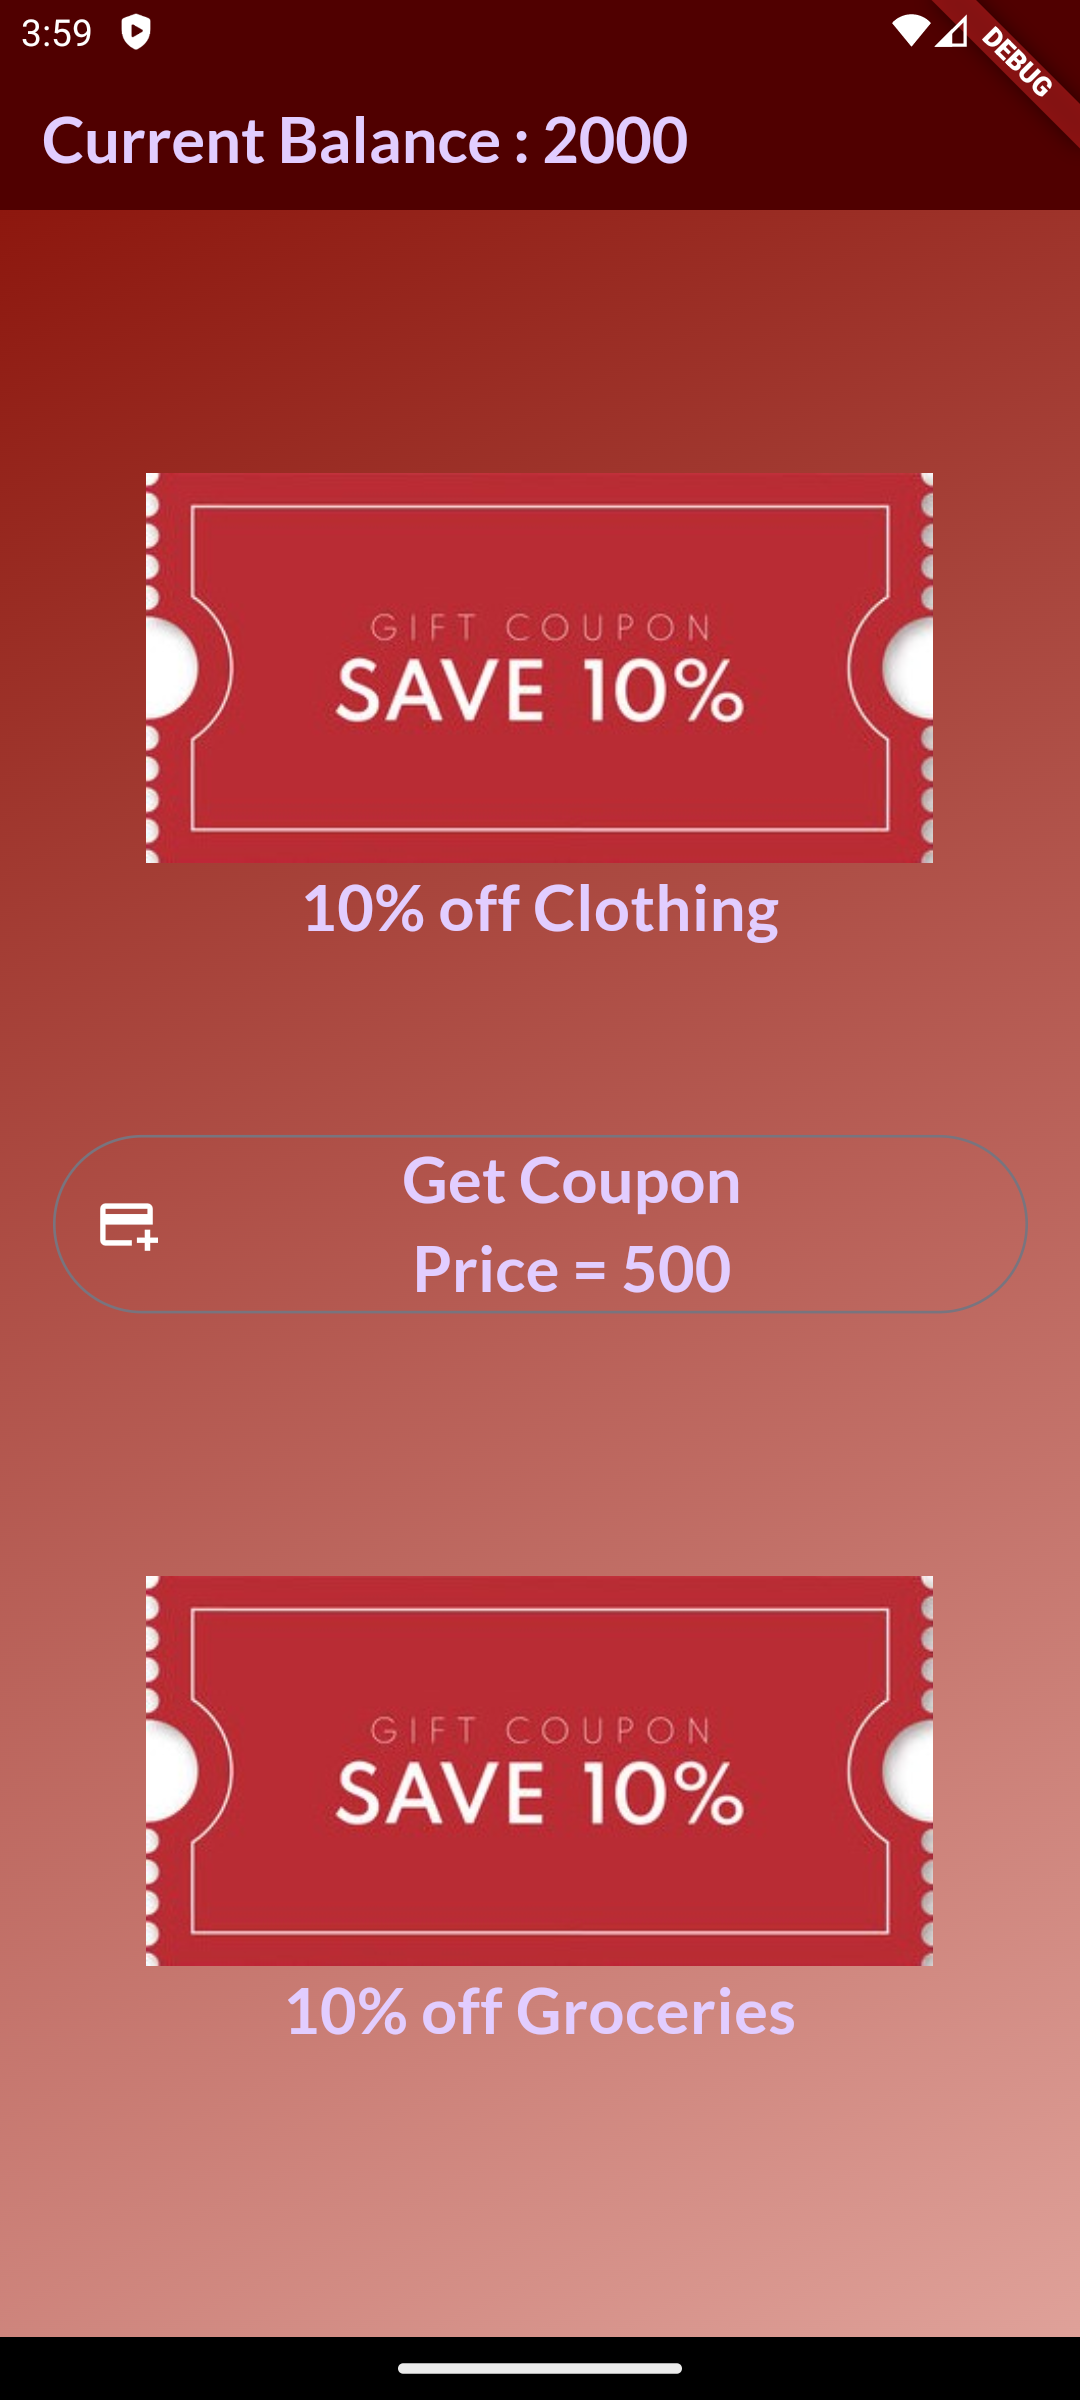 3:59
DEBUG
Current Balance : 2000
GIFT COUPON
SAVE 10%
10% off Clothing
Get Coupon
Price = 500
GIFT COUPON
SAVE 10%
10% off Groceries